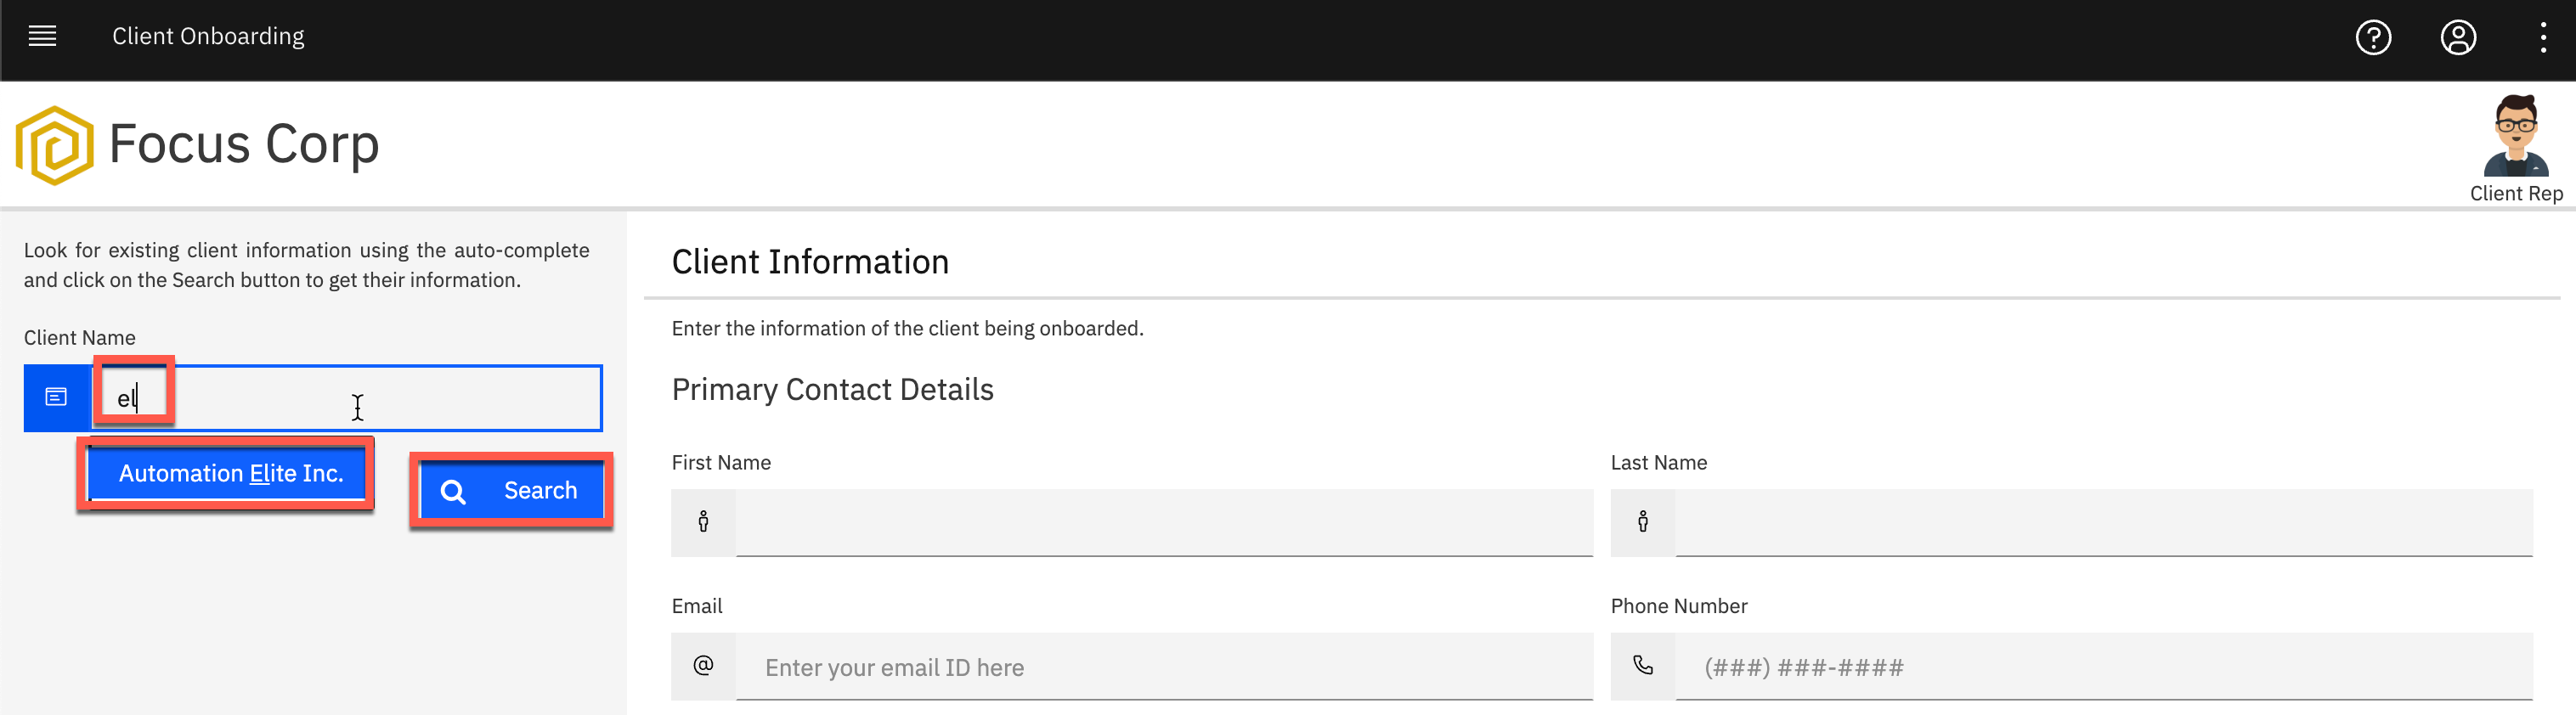 Client Onboarding
Focus Corp
Client Rep
Look for existing client information using the auto-complete
and click on the Search button to get their information.
Client Name
el
Automation Elite Inc.
Search
Client Information
Enter the information of the client being onboarded.
Primary Contact Details
First Name
Last Name
Email
Phone Number
@ Enter your email ID here
(###) ###-####